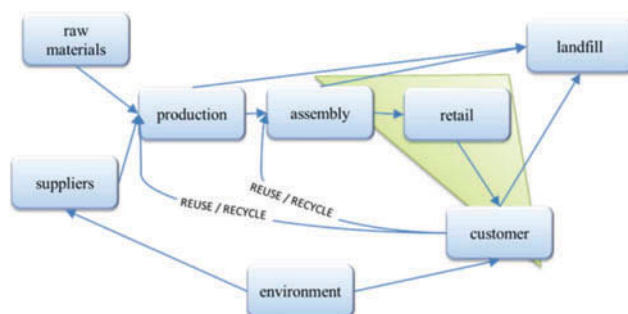 raw
materials
landfill
production
assembly
retail
suppliers
REUSE / RECYCLE
REUSE / RECYCLE
customer
environment